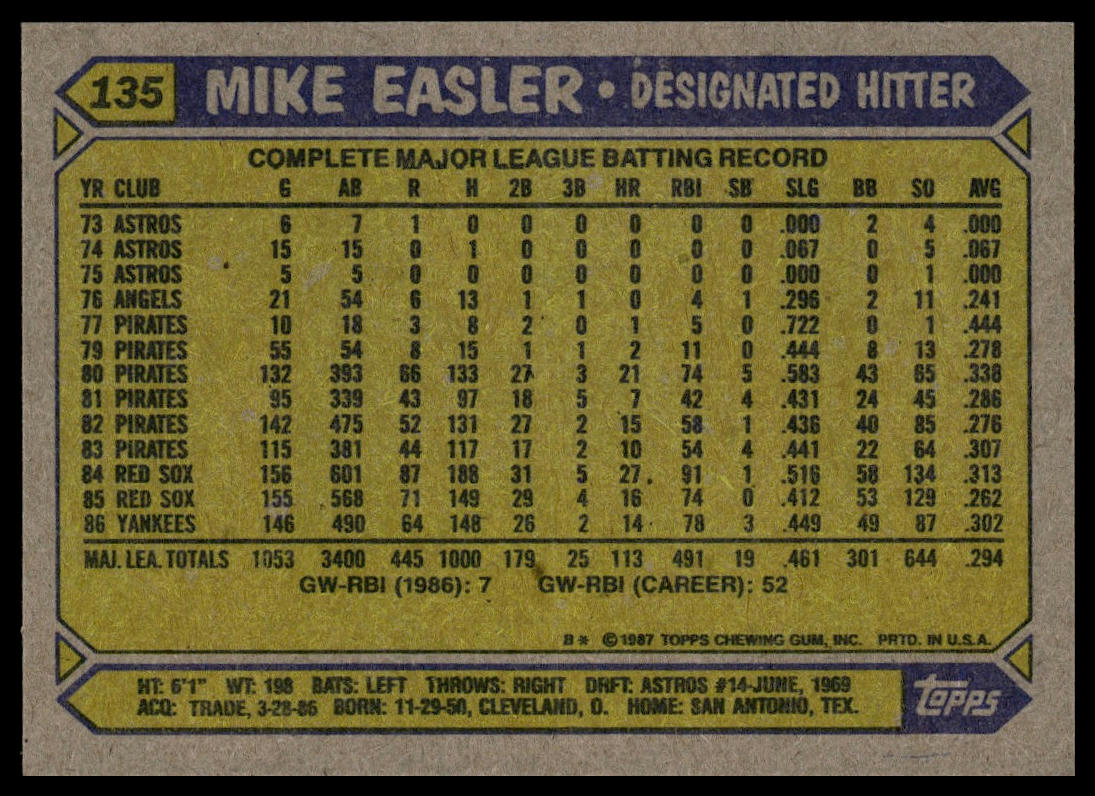 135 MIKE EASLER • DESIGNATED HITTER
COMPLETE MAJOR LEAGUE BATTING RECORD
YR CLUB G AB R H 2B 3B HR RBI SB SLG BB SO AVG
73 ASTROS 6 7 1 0 0 0 0 0 0 .000 2 4 .000
74 ASTROS 15 15 0 1 0 0 0 0 0 .067 0 5 .067
75 ASTROS 5 5 0 0 0 0 0 0 0 .000 0 1 .000
76 ANGELS 21 54 6 13 1 1 0 4 1 .296 2 11 .241
77 PIRATES 10 18 3 8 2 0 1 5 0 .722 0 1 .444
79 PIRATES 55 54 8 15 1 1 2 11 0 .444 8 13 .278
80 PIRATES 132 393 66 133 27 3 21 74 5 .583 43 65 .338
81 PIRATES 95 339 43 97 18 5 7 42 4 .431 24 45 .286
82 PIRATES 142 475 52 131 27 2 15 58 1 .436 40 85 .276
83 PIRATES 115 381 44 117 17 2 10 54 4 .441 22 64 .307
84 RED SOX 156 601 87 188 31 5 27 91 1 .516 58 134 .313
85 RED SOX 155 568 71 149 29 4 16 74 0 .412 53 129 .262
86 YANKEES 146 490 64 148 26 2 14 78 3 .449 49 87 .302
MAJ. LEA. TOTALS 1053 3400 445 1000 179 25 113 491 19 .461 301 644 .294
GW-RBI (1986): 7 GW-RBI (CAREER): 52
B* ©1987 TOPPS CHEWING GUM, INC. PRTD. IN U.S.A.
HT: 6'1" WT: 198 BATS: LEFT THROWS: RIGHT DRFT: ASTROS #14-JUNE, 1969
ACQ: TRADE, 3-28-86 BORN: 11-29-50, CLEVELAND, O. HOME: SAN ANTONIO, TEX.
TOPPS